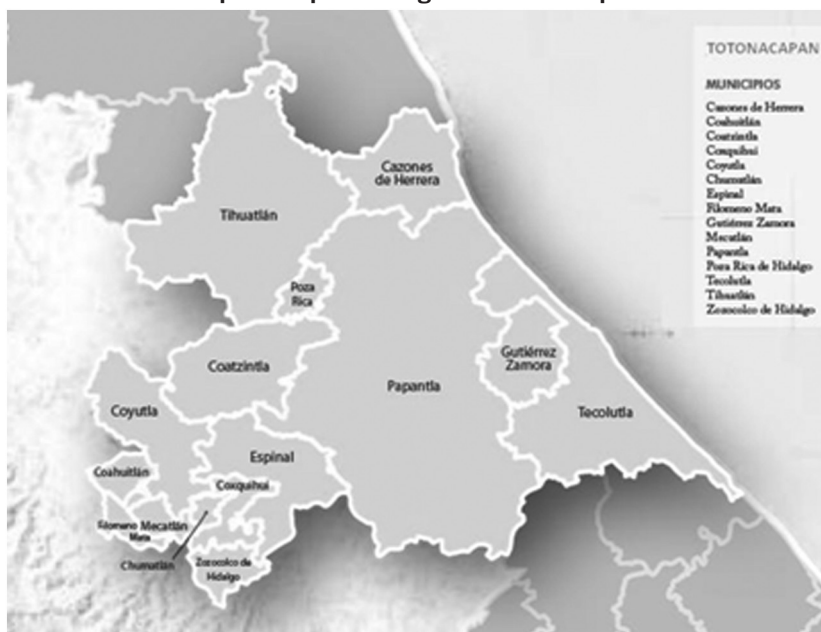 TOTONACAPAN
MUNICIPIOS
Cazones de Herrera
Coahuitlán
Coatzintla
Coxquihui
Coyutla
Chumatlán
Espinal
Filomeno Mata
Gutiérrez Zamora
Mecatlán
Papantla
Poza Rica de Hidalgo
Tecolutla
Tihuatlán
Zozocolco de Hidalgo
Cazones
de Herrera
Tihuatlán
Poza
Rica
Coatzintla
Gutiérrez
Zamora
Papantla
Coyutla
Tecolutla
Espinal
Coahuitlán
Coxquihui
Filomeno
Mata
Mecatlán
Chumatlán
Zozocolco de
Hidalgo